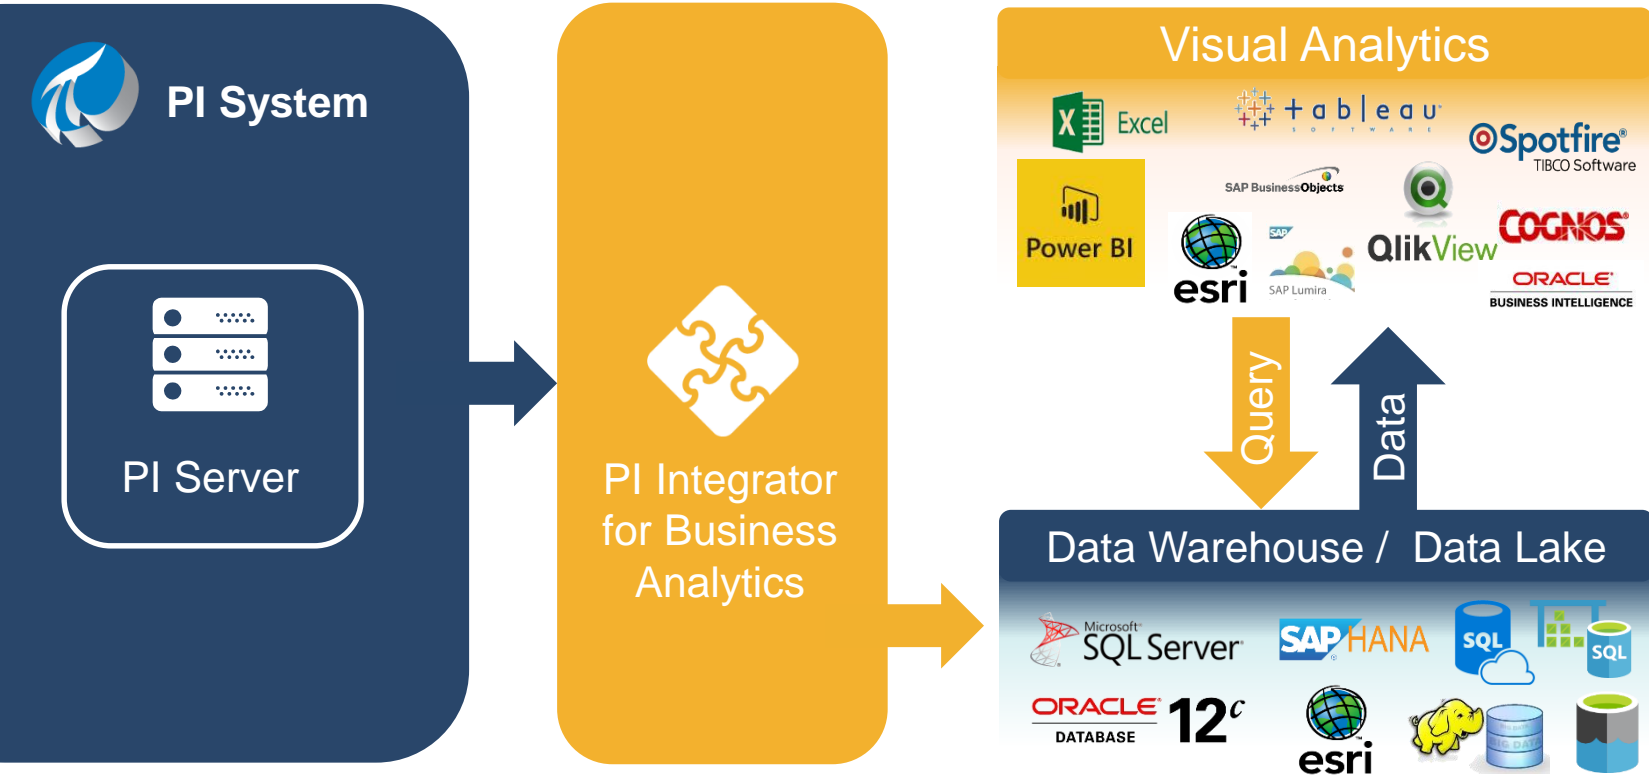 PI System
PI Server
PI Integrator
for Business
Analytics
Visual Analytics
Excel
+ a b | e a u
S O F T W A R E
Spotfire®
TIBCO Software
Power BI
SAP BusinessObjects
esri
SAP
SAP Lumira
QlikView
COGNOS®
ORACLE®
BUSINESS INTELLIGENCE
Query
Data
Data Warehouse / Data Lake
Microsoft®
SQL Server®
SAP HANA
SQL
SQL
ORACLE®
DATABASE
12c
esri
BIG DATA